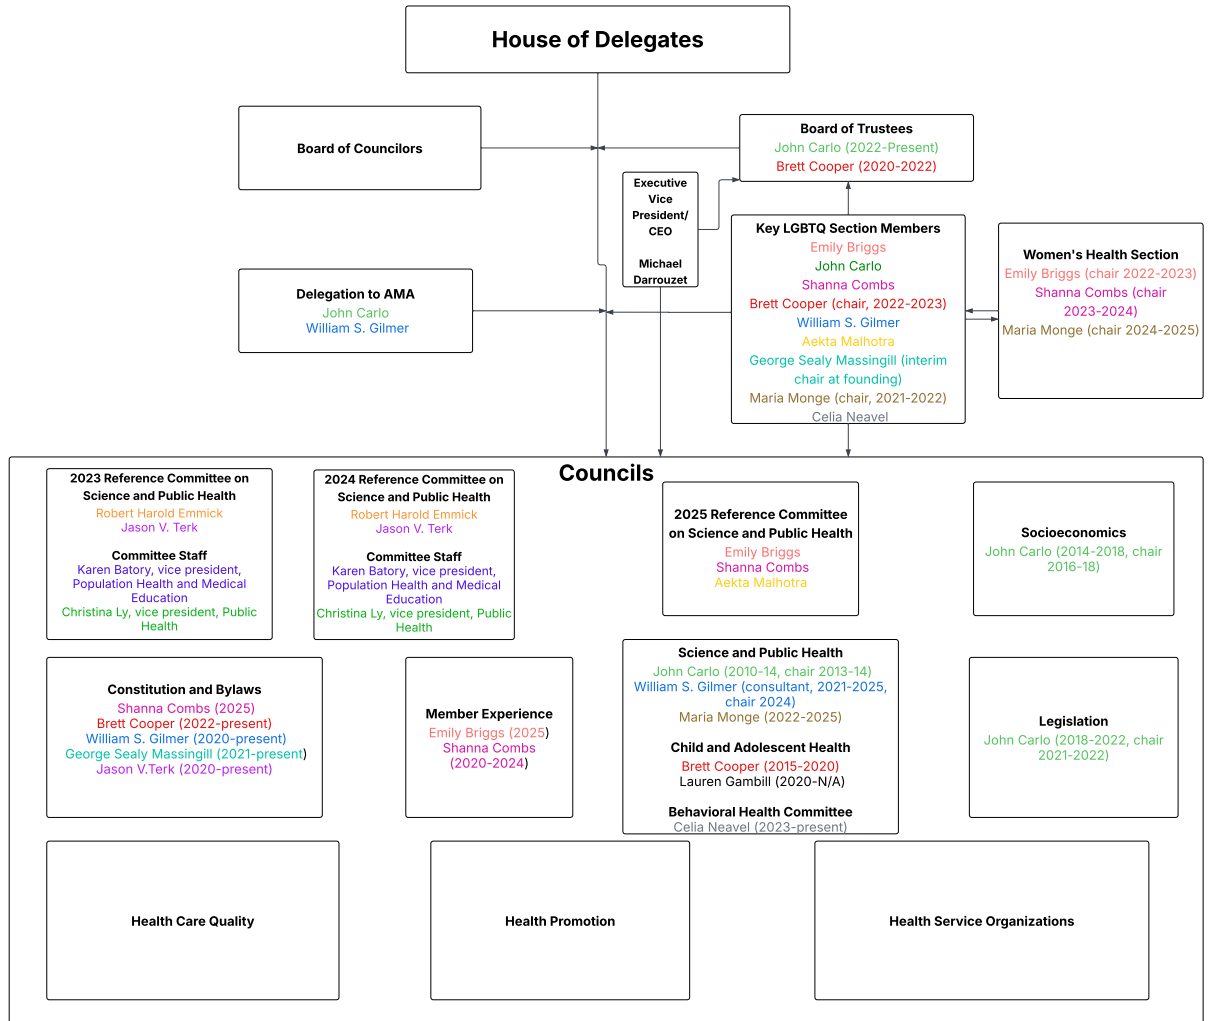 House of Delegates
Board of Councilors
Board of Trustees
John Carlo (2022-Present)
Brett Cooper (2020-2022)
Executive
Vice
President/
CEO
Michael
Darrouzet
Key LGBTQ Section Members
Emily Briggs
John Carlo
Shanna Combs
Brett Cooper (chair, 2022-2023)
William S. Gilmer
Aekta Malhotra
George Sealy Massingill (interim
chair at founding)
Maria Monge (chair, 2021-2022)
Celia Neavel
Women's Health Section
Emily Briggs (chair 2022-2023)
Shanna Combs (chair
2023-2024)
Maria Monge (chair 2024-2025)
Delegation to AMA
John Carlo
William S. Gilmer
Councils
2023 Reference Committee on
Science and Public Health
Robert Harold Emmick
Jason V. Terk
Committee Staff
Karen Batory, vice president,
Population Health and Medical
Education
Christina Ly, vice president, Public
Health
2024 Reference Committee on
Science and Public Health
Robert Harold Emmick
Jason V. Terk
Committee Staff
Karen Batory, vice president,
Population Health and Medical
Education
Christina Ly, vice president, Public
Health
2025 Reference Committee
on Science and Public Health
Emily Briggs
Shanna Combs
Aekta Malhotra
Socioeconomics
John Carlo (2014-2018, chair
2016-18)
Constitution and Bylaws
Shanna Combs (2025)
Brett Cooper (2022-present)
William S. Gilmer (2020-present)
George Sealy Massingill (2021-present)
Jason V.Terk (2020-present)
Member Experience
Emily Briggs (2025)
Shanna Combs
(2020-2024)
Science and Public Health
John Carlo (2010-14, chair 2013-14)
William S. Gilmer (consultant, 2021-2025,
chair 2024)
Maria Monge (2022-2025)
Child and Adolescent Health
Brett Cooper (2015-2020)
Lauren Gambill (2020-N/A)
Behavioral Health Committee
Celia Neavel (2023-present)
Legislation
John Carlo (2018-2022, chair
2021-2022)
Health Care Quality
Health Promotion
Health Service Organizations